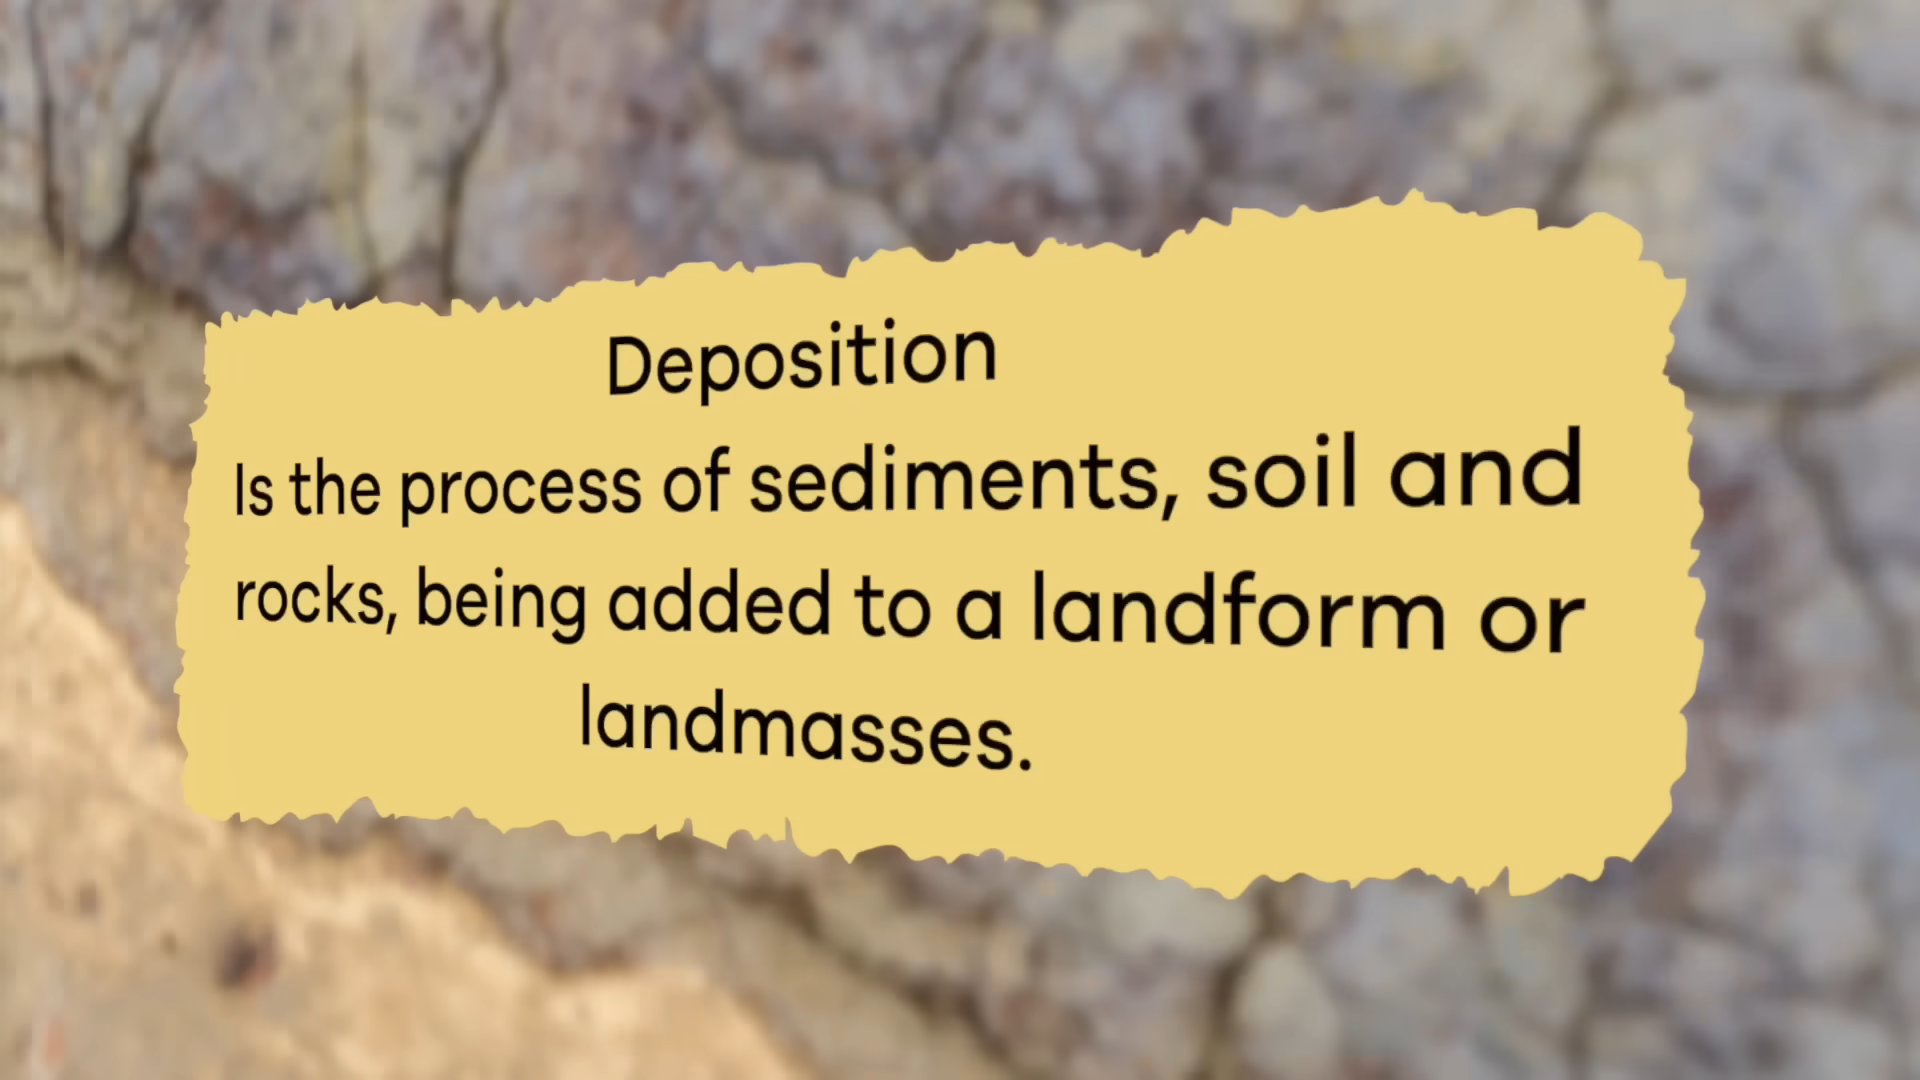 Deposition
Is the process of sediments, soil and
rocks, being added to a landform or
landmasses.